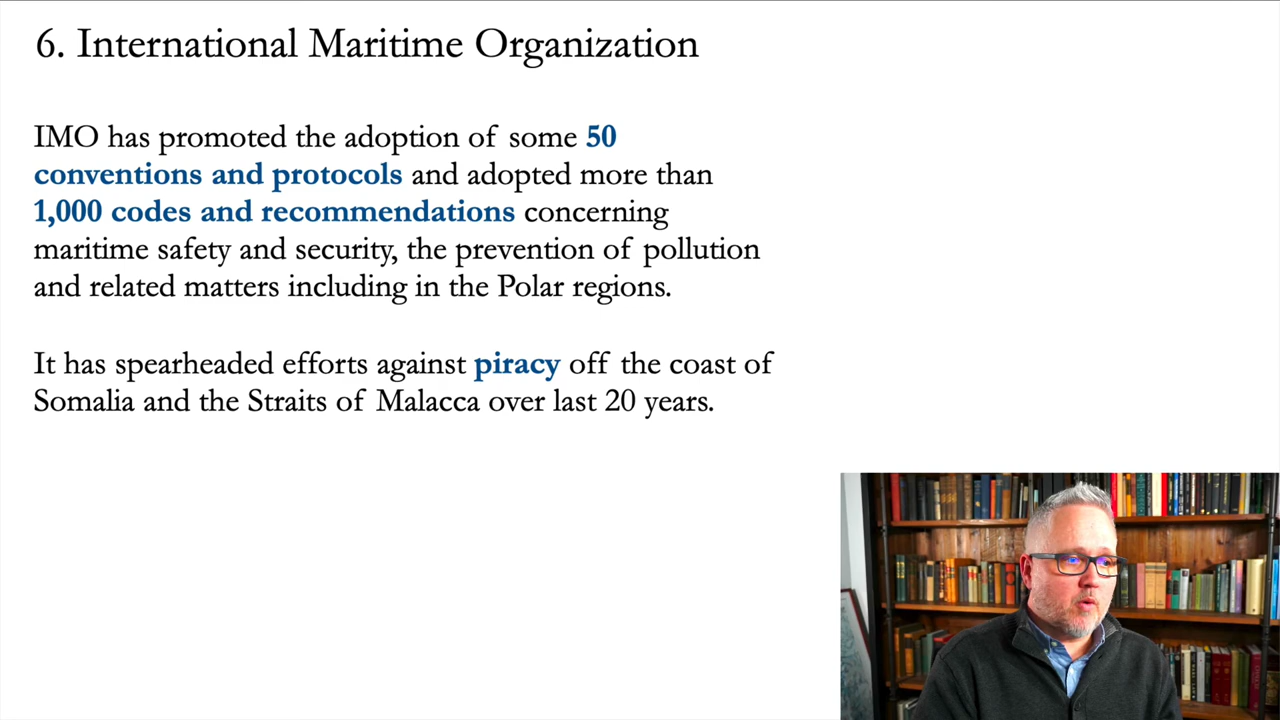 6. International Maritime Organization
IMO has promoted the adoption of some 50
conventions and protocols and adopted more than
1,000 codes and recommendations concerning
maritime safety and security, the prevention of pollution
and related matters including in the Polar regions.
It has spearheaded efforts against piracy off the coast of
Somalia and the Straits of Malacca over last 20 years.